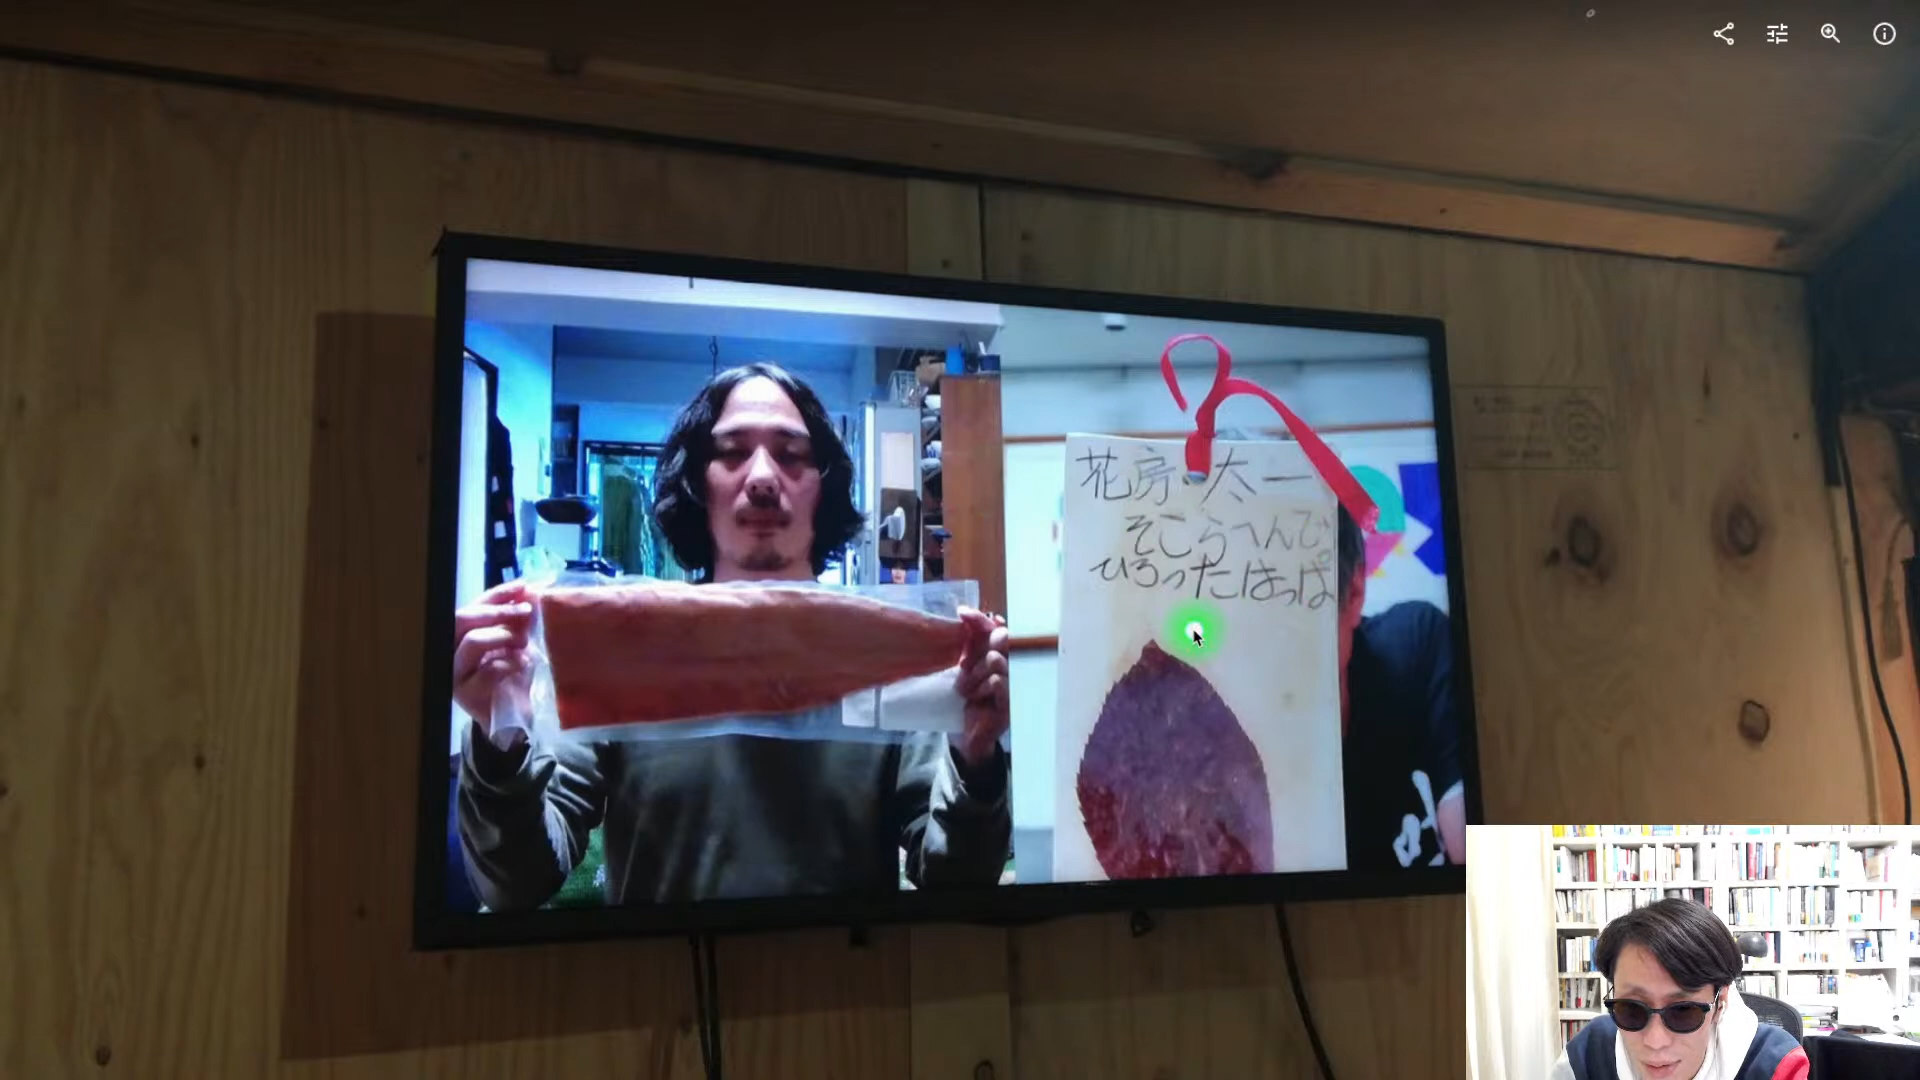 花房太一
そこらへんで
ひろったはっぱ